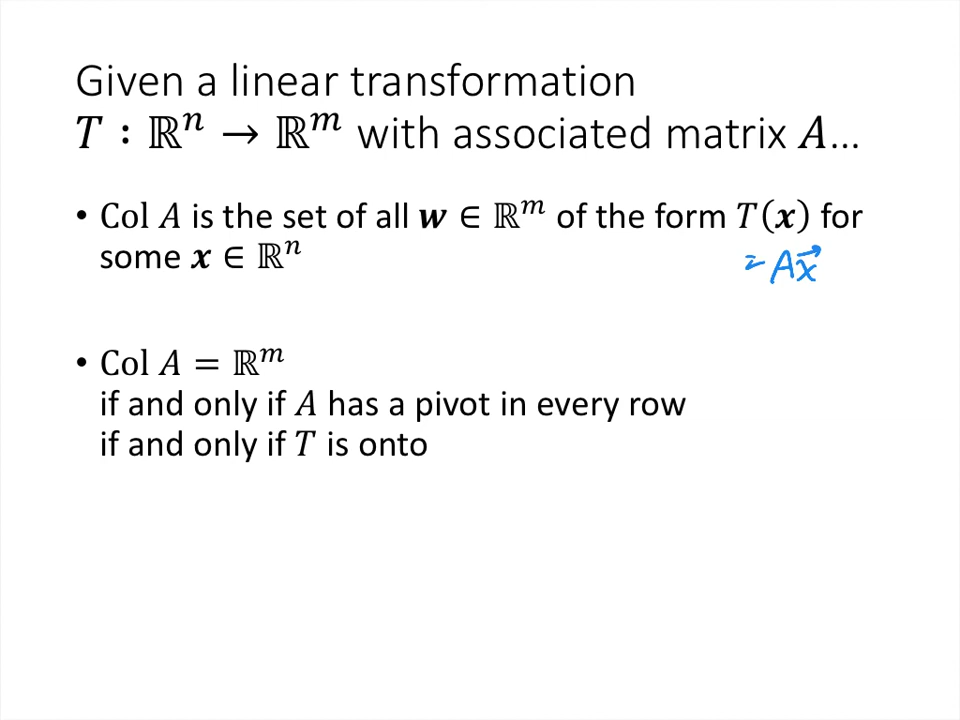 Given a linear transformation
𝑇 : ℝⁿ → ℝᵐ with associated matrix 𝐴…
• Col 𝐴 is the set of all 𝒘 ∈ ℝᵐ of the form 𝑇(𝒙) for
some 𝒙 ∈ ℝⁿ
= Ax⃗
• Col 𝐴 = ℝᵐ
if and only if 𝐴 has a pivot in every row
if and only if 𝑇 is onto